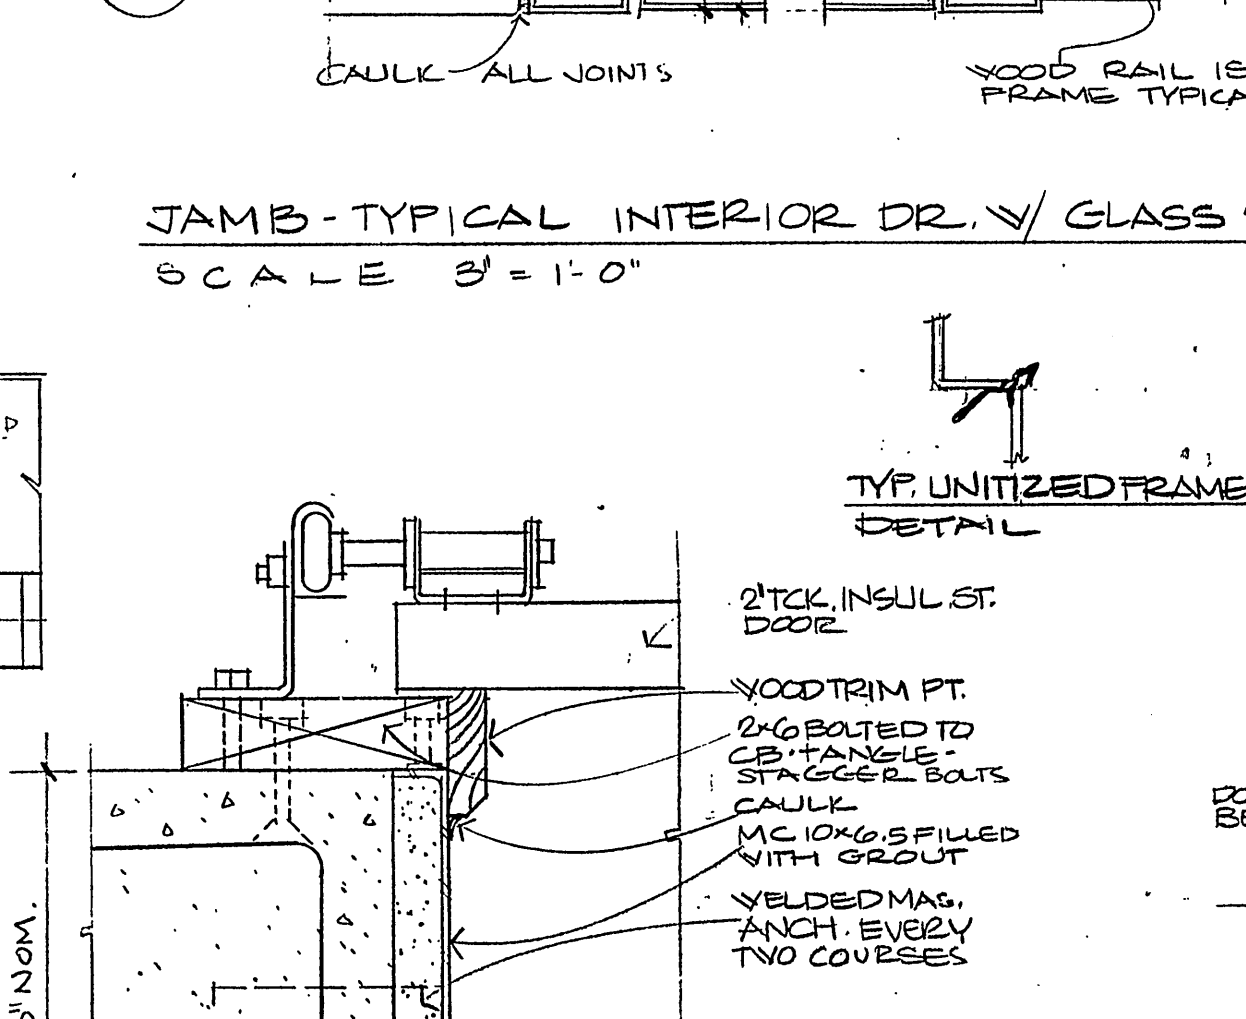 CAULK ALL JOINTS
WOOD RAIL IS
FRAME TYPICA
JAMB - TYPICAL INTERIOR DR. W/ GLASS
SCALE 3" = 1'-0"
TYP. UNITIZED FRAME
DETAIL
2" TCK. INSUL. ST.
DOOR
WOOD TRIM PT.
2x6 BOLTED TO
CB. & ANGLE -
STAGGER BOLTS
CAULK
MC 10x6.5 FILLED
WITH GROUT
WELDED MAS.
ANCH. EVERY
TWO COURSES
DO
BE
" NOM.